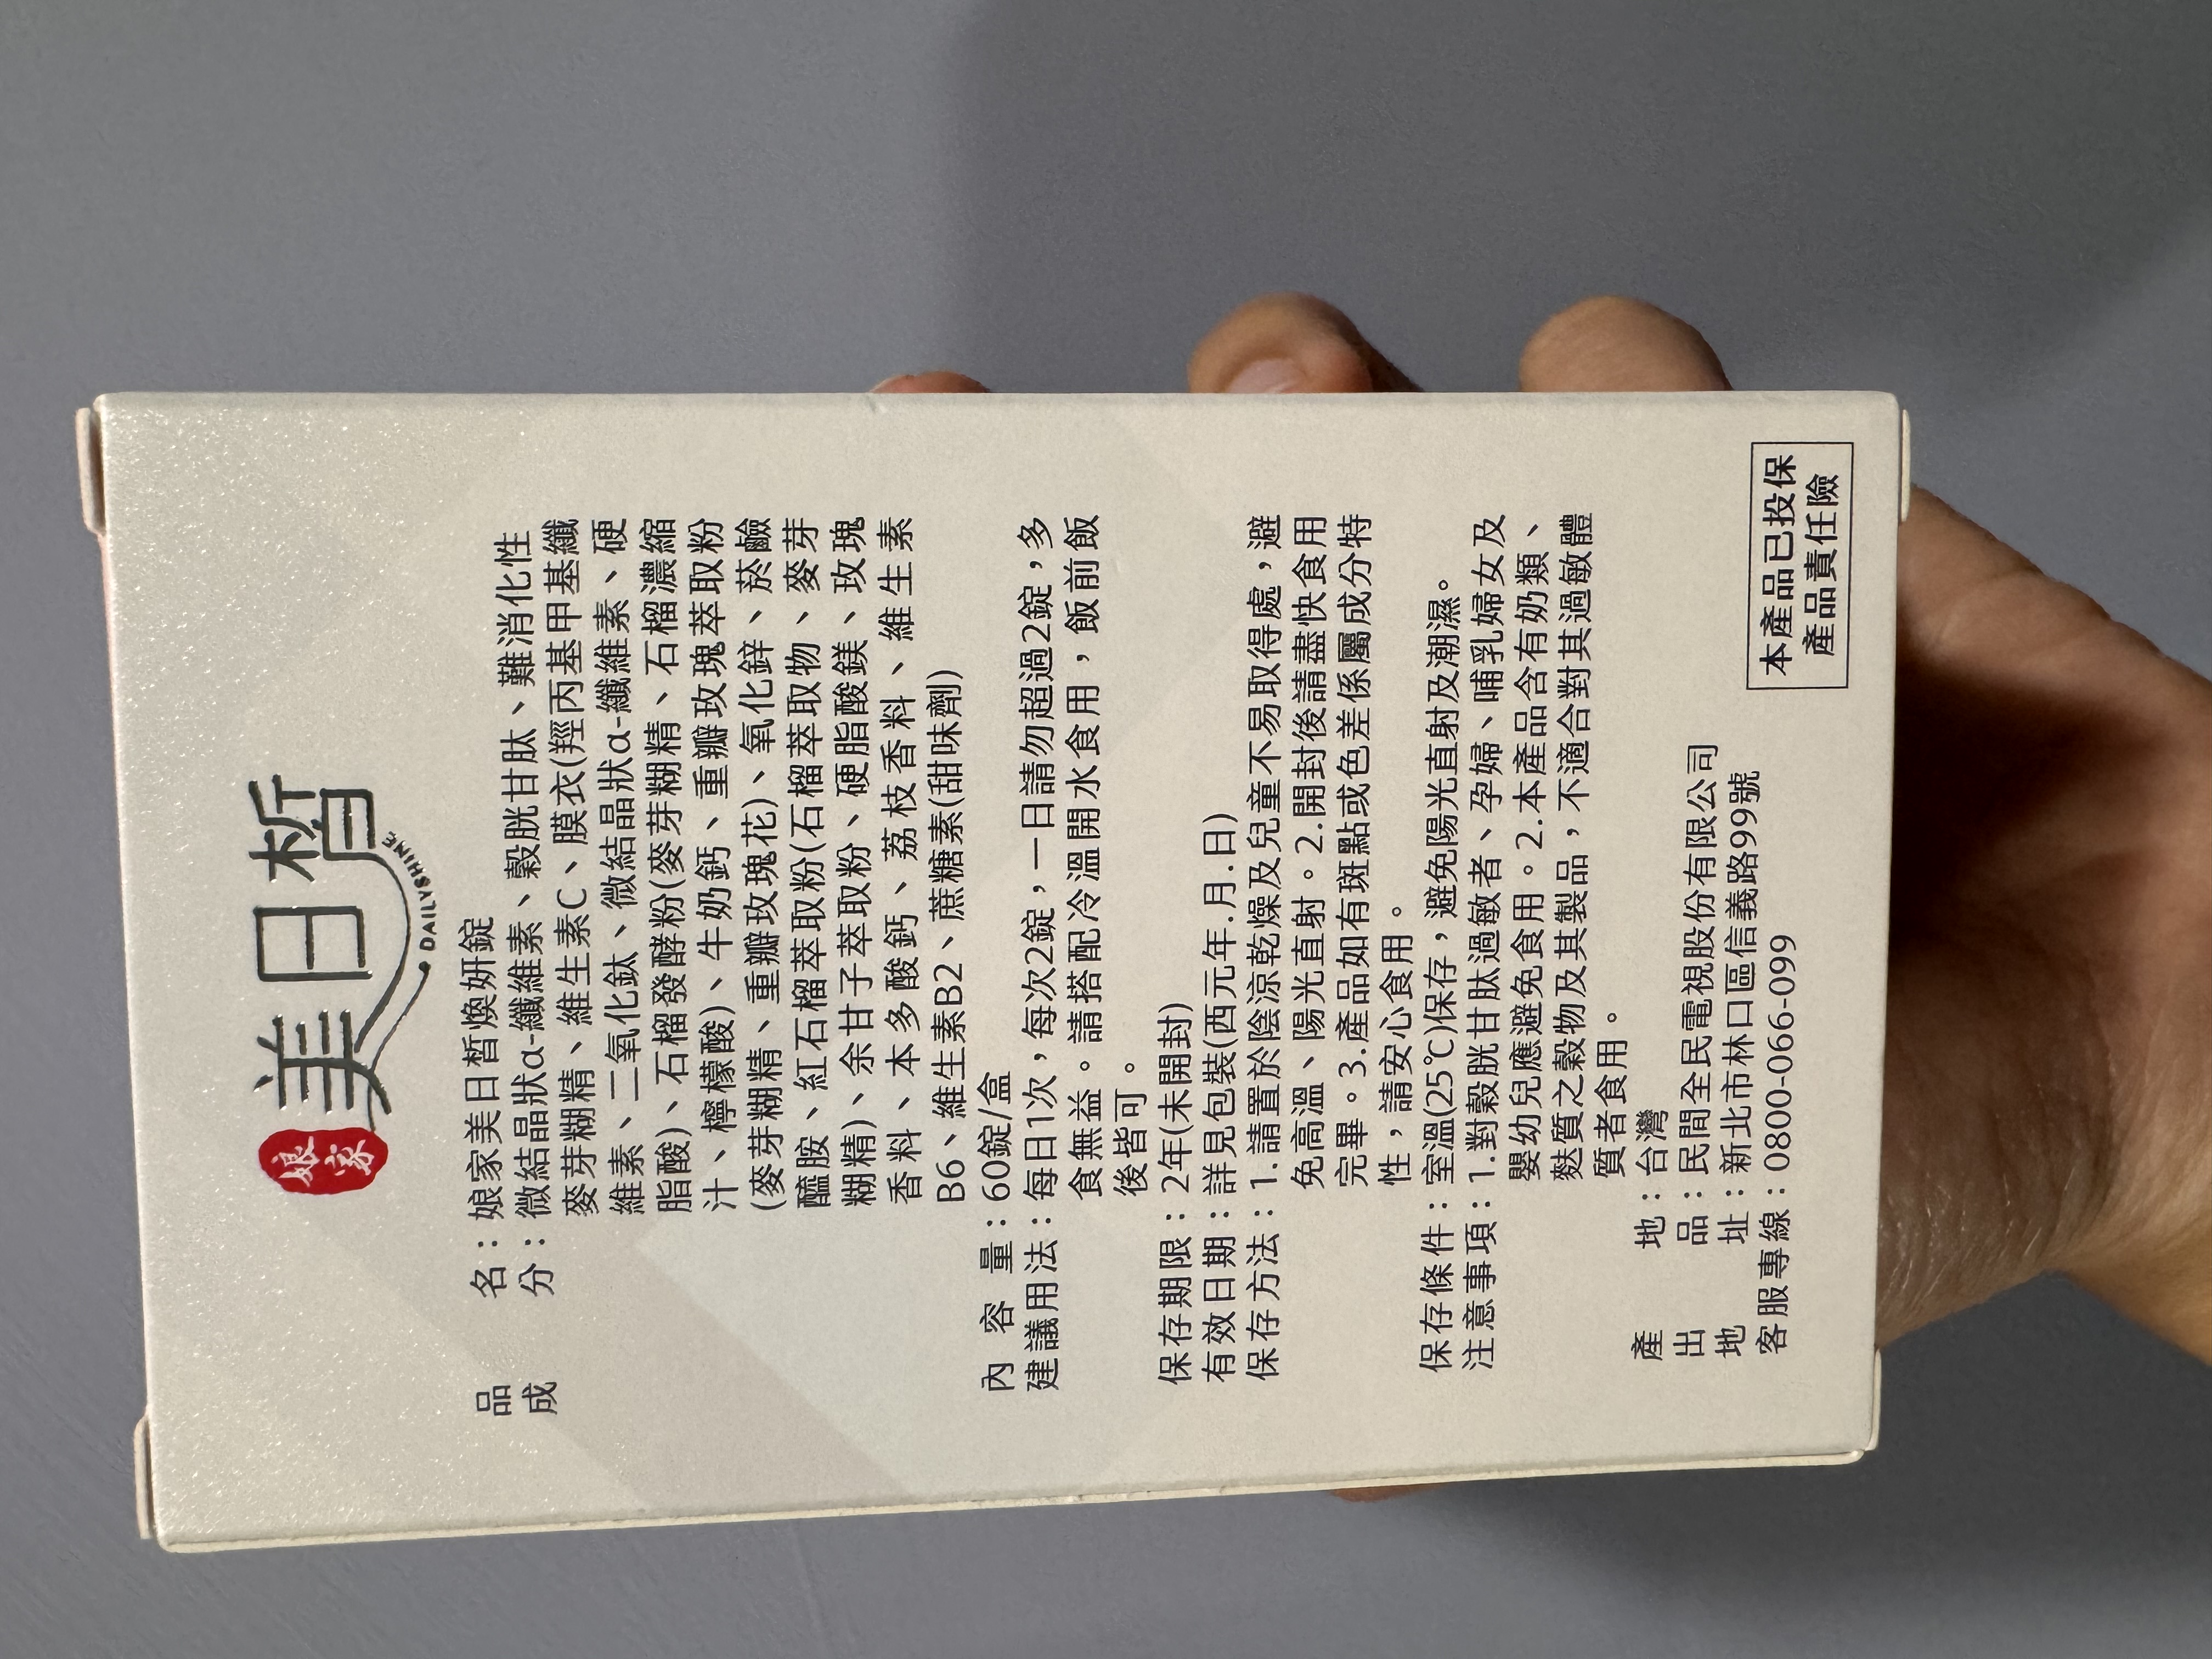 娘家
美日皙
DAILYSHINE
品名：娘家美日皙煥妍錠
成分：微結晶狀α-纖維素、穀胱甘肽、難消化性
麥芽糊精、維生素C、膜衣(羥丙基甲基纖
維素、二氧化鈦、微結晶狀α-纖維素、硬
脂酸)、石榴發酵粉(麥芽糊精、石榴濃縮
汁、檸檬酸)、牛奶鈣、重瓣玫瑰萃取粉
(麥芽糊精、重瓣玫瑰花)、氧化鋅、菸鹼
醯胺、紅石榴萃取粉(石榴萃取物、麥芽
糊精)、余甘子萃取粉、硬脂酸鎂、玫瑰
香料、本多酸鈣、荔枝香料、維生素
B6、維生素B2、蔗糖素(甜味劑)
內容量：60錠/盒
建議用法：每日1次，每次2錠，一日請勿超過2錠，多
食無益。請搭配冷溫開水食用，飯前飯
後皆可。
保存期限：2年(未開封)
有效日期：詳見包裝(西元年.月.日)
保存方法：1.請置於陰涼乾燥及兒童不易取得處，避
免高溫、陽光直射。2.開封後請盡快食用
完畢。3.產品如有斑點或色差係屬成分特
性，請安心食用。
保存條件：室溫(25℃)保存，避免陽光直射及潮濕。
注意事項：1.對穀胱甘肽過敏者、孕婦、哺乳婦女及
嬰幼兒應避免食用。2.本產品含有奶類、
麩質之穀物及其製品，不適合對其過敏體
質者食用。
產地：台灣
出品：民間全民電視股份有限公司
地址：新北市林口區信義路99號
客服專線：0800-066-099
本產品已投保
產品責任險